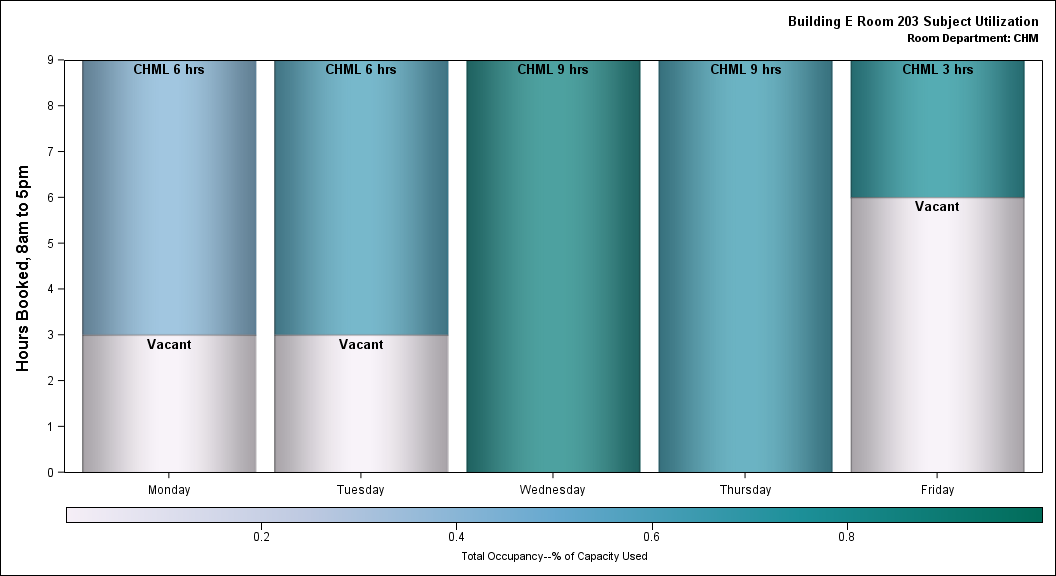 Building E Room 203 Subject Utilization
Room Department: CHM
Hours Booked, 8am to 5pm
9
8
7
6
5
4
3
2
1
0
CHML 6 hrs
CHML 6 hrs
CHML 9 hrs
CHML 9 hrs
CHML 3 hrs
Vacant
Vacant
Vacant
Monday
Tuesday
Wednesday
Thursday
Friday
0.2
0.4
0.6
0.8
Total Occupancy--% of Capacity Used